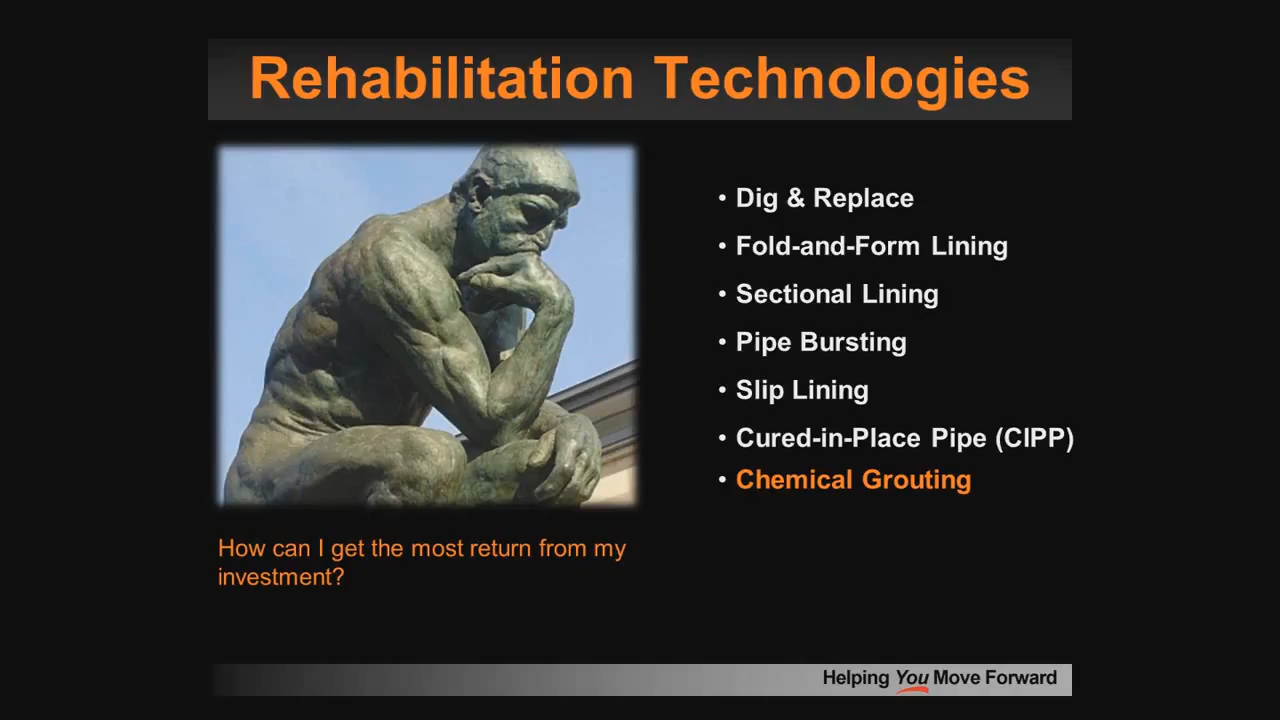 Rehabilitation Technologies
• Dig & Replace
• Fold-and-Form Lining
• Sectional Lining
• Pipe Bursting
• Slip Lining
• Cured-in-Place Pipe (CIPP)
• Chemical Grouting
How can I get the most return from my
investment?
Helping You Move Forward